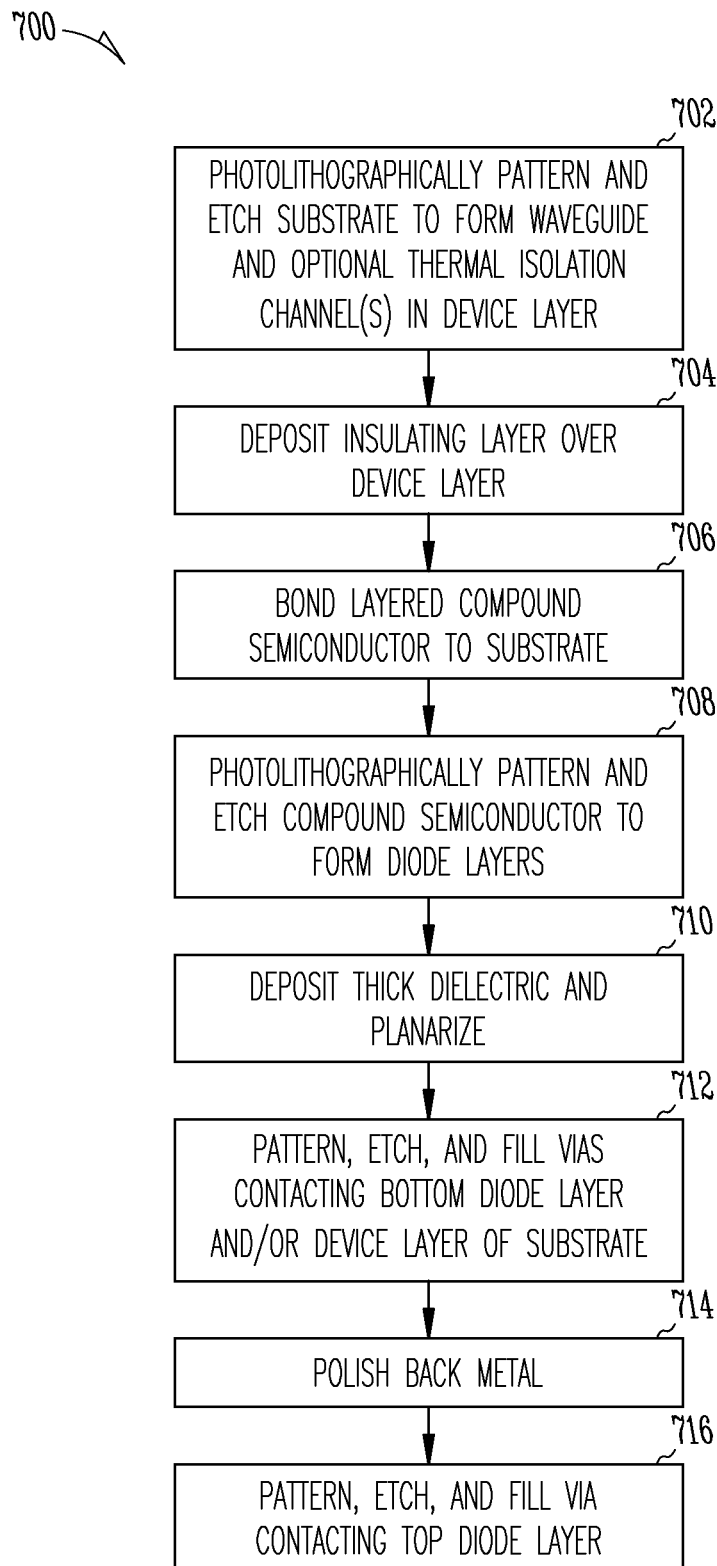 700
702
PHOTOLITHOGRAPHICALLY PATTERN AND
ETCH SUBSTRATE TO FORM WAVEGUIDE
AND OPTIONAL THERMAL ISOLATION
CHANNEL(S) IN DEVICE LAYER
704
DEPOSIT INSULATING LAYER OVER
DEVICE LAYER
706
BOND LAYERED COMPOUND
SEMICONDUCTOR TO SUBSTRATE
708
PHOTOLITHOGRAPHICALLY PATTERN AND
ETCH COMPOUND SEMICONDUCTOR TO
FORM DIODE LAYERS
710
DEPOSIT THICK DIELECTRIC AND
PLANARIZE
712
PATTERN, ETCH, AND FILL VIAS
CONTACTING BOTTOM DIODE LAYER
AND/OR DEVICE LAYER OF SUBSTRATE
714
POLISH BACK METAL
716
PATTERN, ETCH, AND FILL VIA
CONTACTING TOP DIODE LAYER